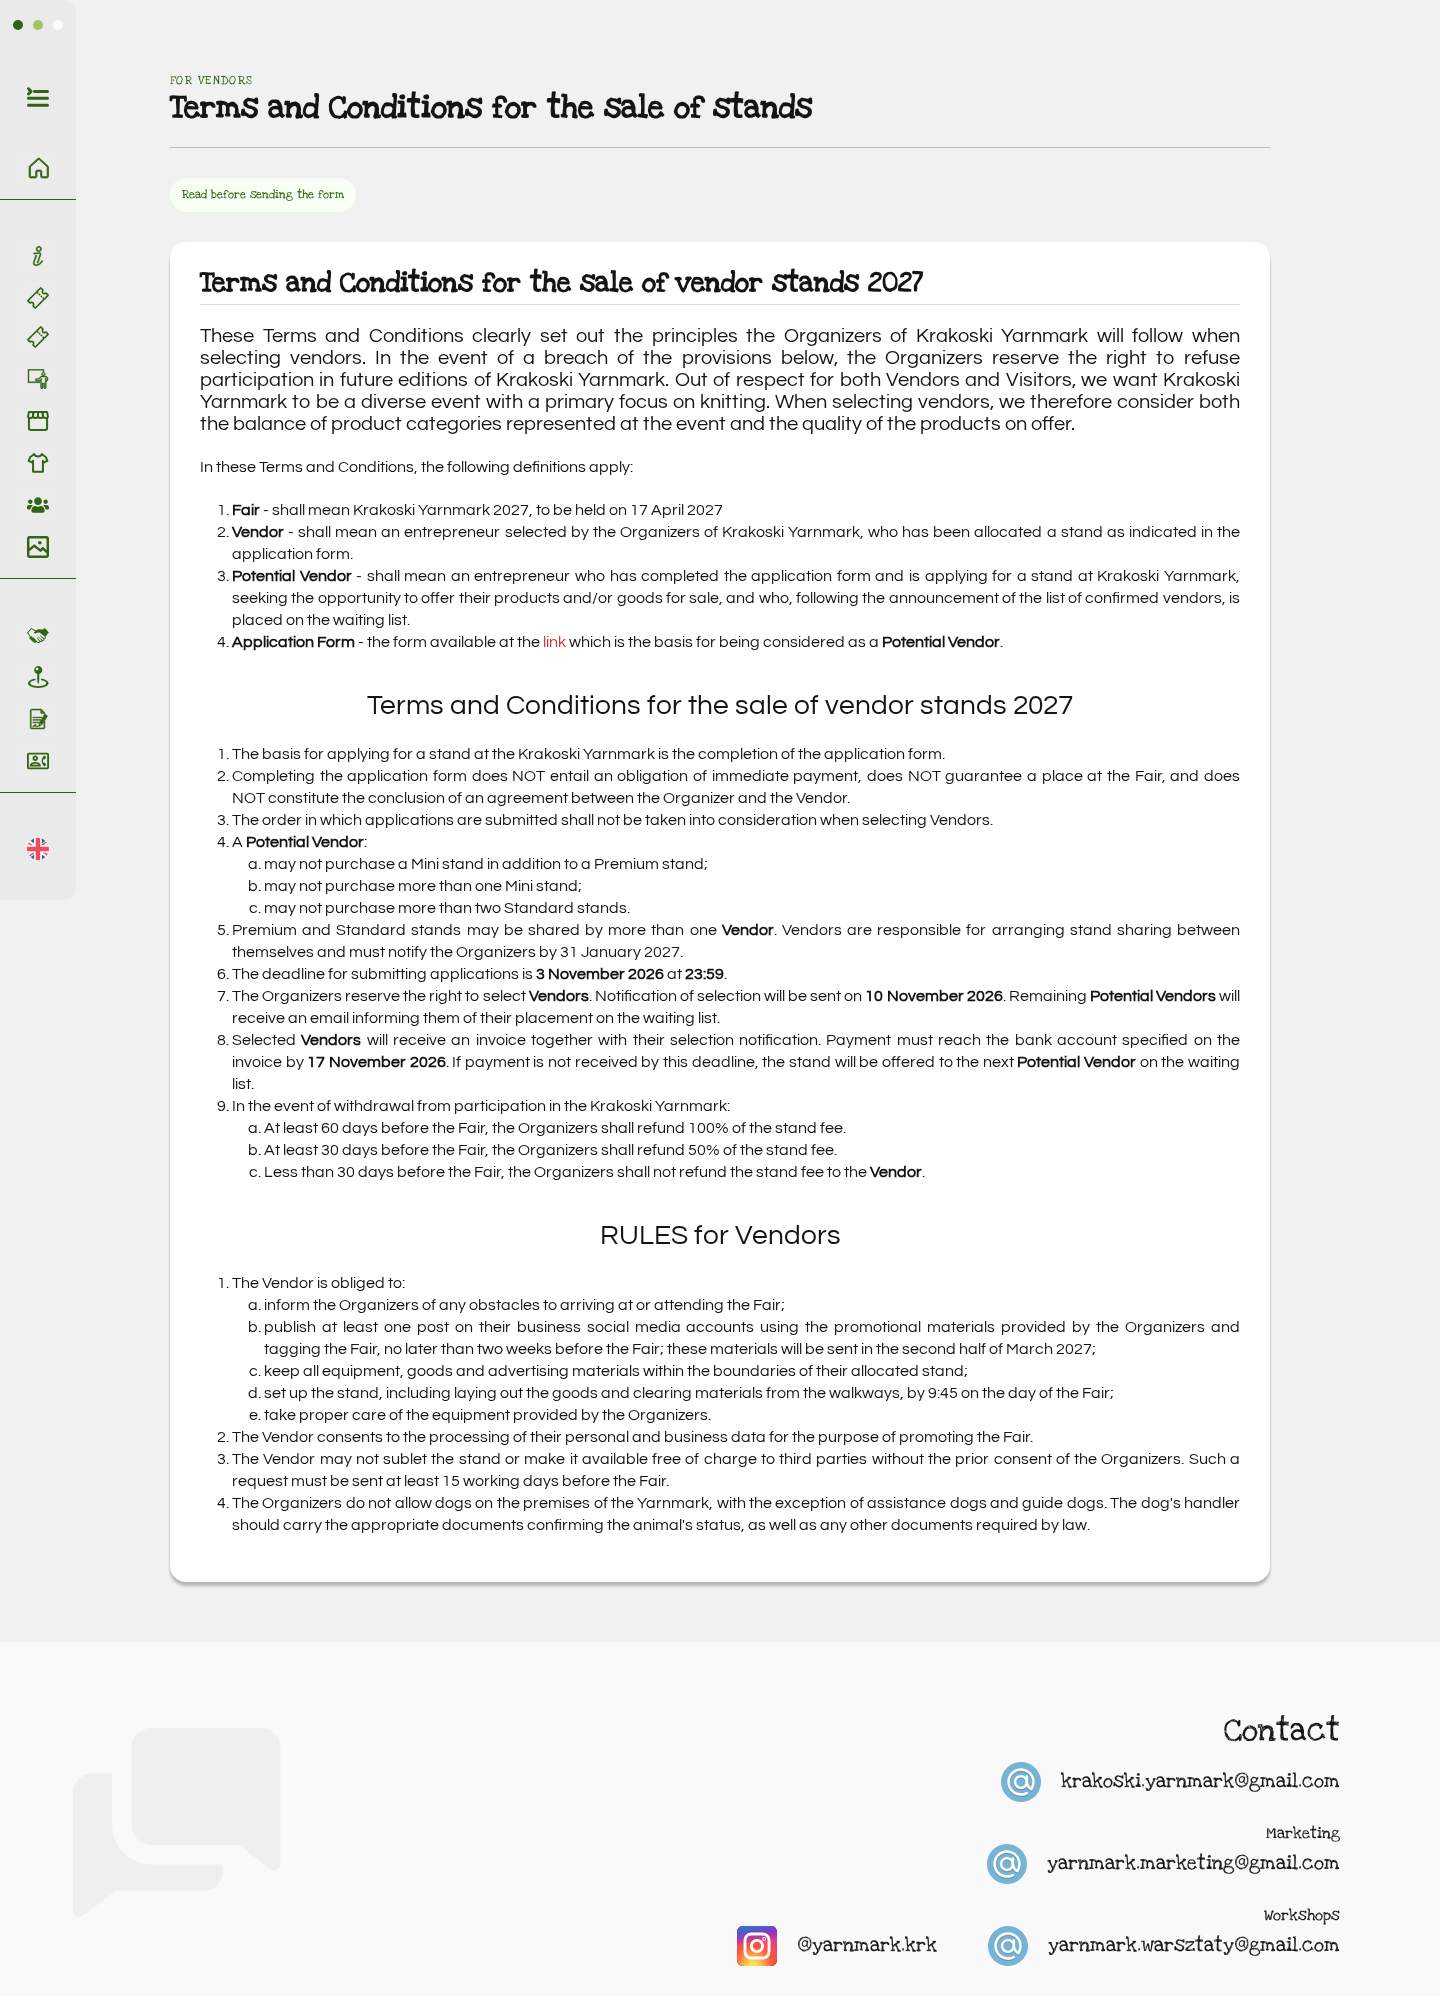 FOR VENDORS
Terms and Conditions for the sale of stands
Read before sending the form
Terms and Conditions for the sale of vendor stands 2027
These Terms and Conditions clearly set out the principles the Organizers of Krakoski Yarnmark will follow when
selecting vendors. In the event of a breach of the provisions below, the Organizers reserve the right to refuse
participation in future editions of Krakoski Yarnmark. Out of respect for both Vendors and Visitors, we want Krakoski
Yarnmark to be a diverse event with a primary focus on knitting. When selecting vendors, we therefore consider both
the balance of product categories represented at the event and the quality of the products on offer.
In these Terms and Conditions, the following definitions apply:
1. Fair - shall mean Krakoski Yarnmark 2027, to be held on 17 April 2027
2. Vendor - shall mean an entrepreneur selected by the Organizers of Krakoski Yarnmark, who has been allocated a stand as indicated in the
application form.
3. Potential Vendor - shall mean an entrepreneur who has completed the application form and is applying for a stand at Krakoski Yarnmark,
seeking the opportunity to offer their products and/or goods for sale, and who, following the announcement of the list of confirmed vendors, is
placed on the waiting list.
4. Application Form - the form available at the link which is the basis for being considered as a Potential Vendor.
Terms and Conditions for the sale of vendor stands 2027
1. The basis for applying for a stand at the Krakoski Yarnmark is the completion of the application form.
2. Completing the application form does NOT entail an obligation of immediate payment, does NOT guarantee a place at the Fair, and does
NOT constitute the conclusion of an agreement between the Organizer and the Vendor.
3. The order in which applications are submitted shall not be taken into consideration when selecting Vendors.
4. A Potential Vendor:
a. may not purchase a Mini stand in addition to a Premium stand;
b. may not purchase more than one Mini stand;
c. may not purchase more than two Standard stands.
5. Premium and Standard stands may be shared by more than one Vendor. Vendors are responsible for arranging stand sharing between
themselves and must notify the Organizers by 31 January 2027.
6. The deadline for submitting applications is 3 November 2026 at 23:59.
7. The Organizers reserve the right to select Vendors. Notification of selection will be sent on 10 November 2026. Remaining Potential Vendors will
receive an email informing them of their placement on the waiting list.
8. Selected Vendors will receive an invoice together with their selection notification. Payment must reach the bank account specified on the
invoice by 17 November 2026. If payment is not received by this deadline, the stand will be offered to the next Potential Vendor on the waiting
list.
9. In the event of withdrawal from participation in the Krakoski Yarnmark:
a. At least 60 days before the Fair, the Organizers shall refund 100% of the stand fee.
b. At least 30 days before the Fair, the Organizers shall refund 50% of the stand fee.
c. Less than 30 days before the Fair, the Organizers shall not refund the stand fee to the Vendor.
RULES for Vendors
1. The Vendor is obliged to:
a. inform the Organizers of any obstacles to arriving at or attending the Fair;
b. publish at least one post on their business social media accounts using the promotional materials provided by the Organizers and
tagging the Fair, no later than two weeks before the Fair; these materials will be sent in the second half of March 2027;
c. keep all equipment, goods and advertising materials within the boundaries of their allocated stand;
d. set up the stand, including laying out the goods and clearing materials from the walkways, by 9:45 on the day of the Fair;
e. take proper care of the equipment provided by the Organizers.
2. The Vendor consents to the processing of their personal and business data for the purpose of promoting the Fair.
3. The Vendor may not sublet the stand or make it available free of charge to third parties without the prior consent of the Organizers. Such a
request must be sent at least 15 working days before the Fair.
4. The Organizers do not allow dogs on the premises of the Yarnmark, with the exception of assistance dogs and guide dogs. The dog's handler
should carry the appropriate documents confirming the animal's status, as well as any other documents required by law.
Contact
krakoski.yarnmark@gmail.com
Marketing
yarnmark.marketing@gmail.com
Workshops
@yarnmark.krk yarnmark.warsztaty@gmail.com